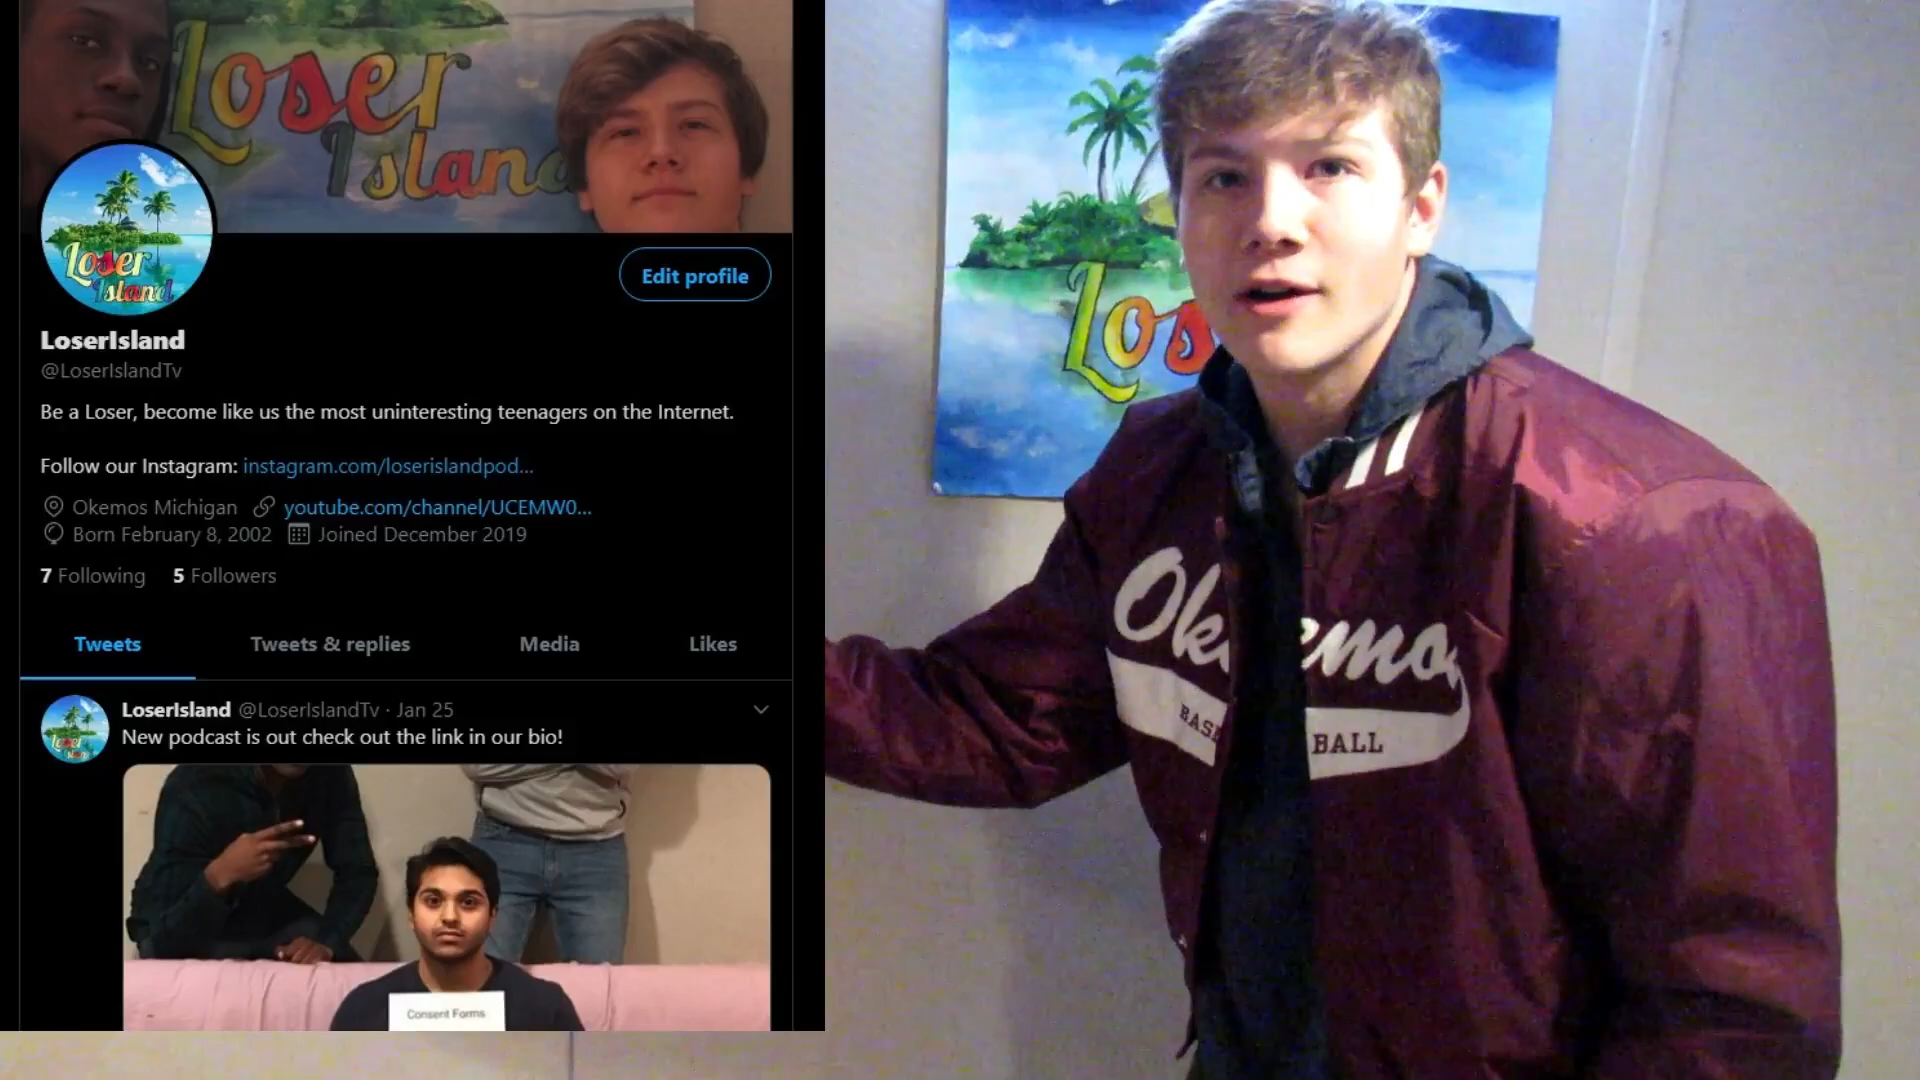 Loser
Island
Loser
Island
Edit profile
LoserIsland
@LoserIslandTv
Be a Loser, become like us the most uninteresting teenagers on the Internet.
Follow our Instagram: instagram.com/loserislandpod...
Okemos Michigan youtube.com/channel/UCEMW0...
Born February 8, 2002 Joined December 2019
7 Following 5 Followers
Tweets Tweets & replies Media Likes
LoserIsland @LoserIslandTv · Jan 25
New podcast is out check out the link in our bio!
Consent Forms
Los
Ok emo
BASE BALL